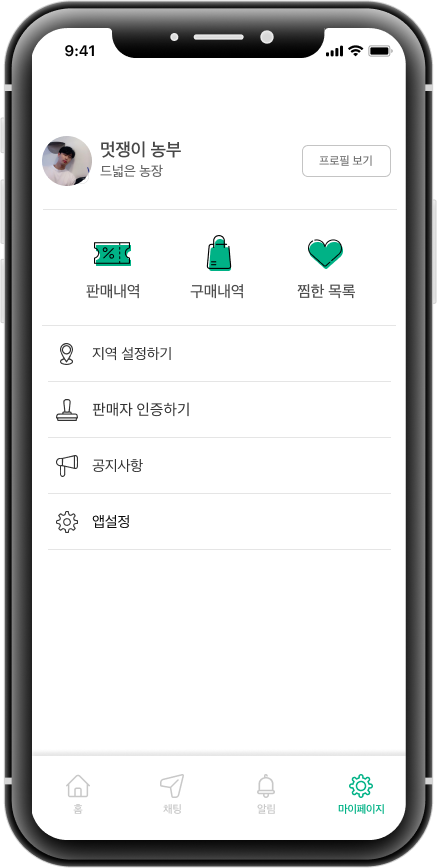 9:41
멋쟁이 농부
드넓은 농장
프로필 보기
판매내역
구매내역
찜한 목록
지역 설정하기
판매자 인증하기
공지사항
앱설정
홈
채팅
알림
마이페이지